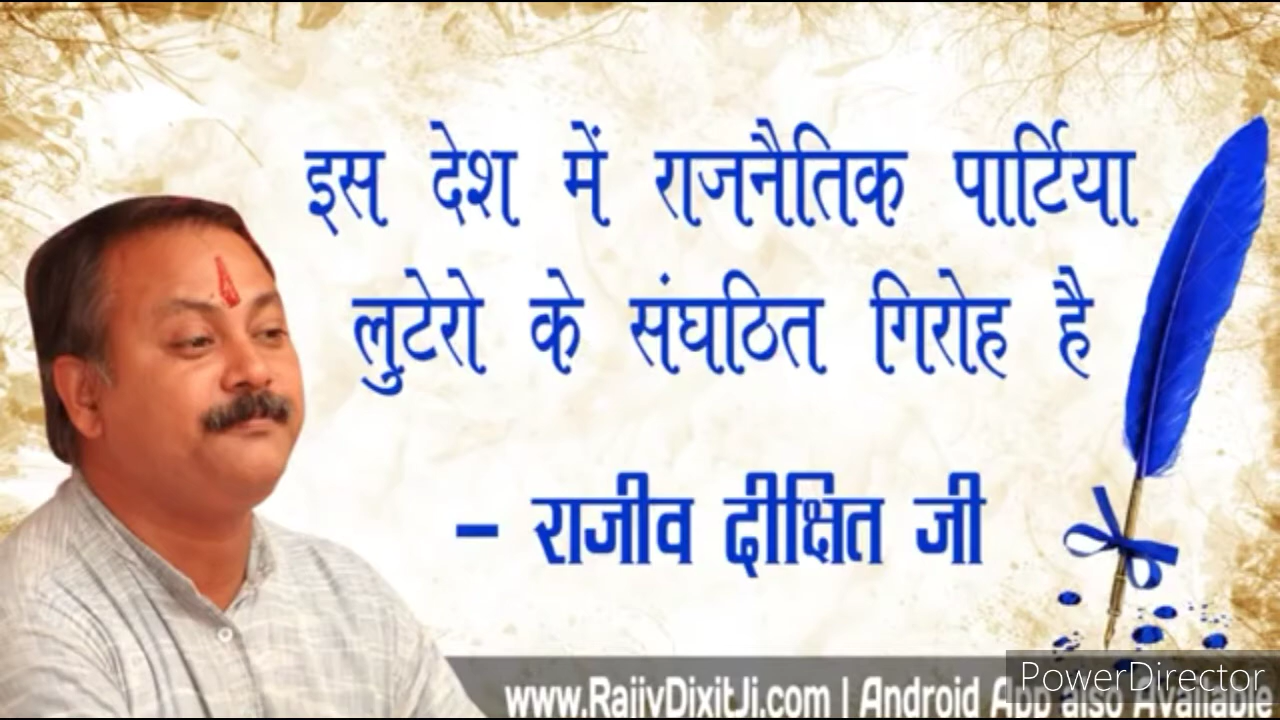 इस देश में राजनैतिक पार्टिया
लुटेरो के संघठित गिरोह है
– राजीव दीक्षित जी
www.RajivDixitJi.com | Android App also Available
PowerDirector